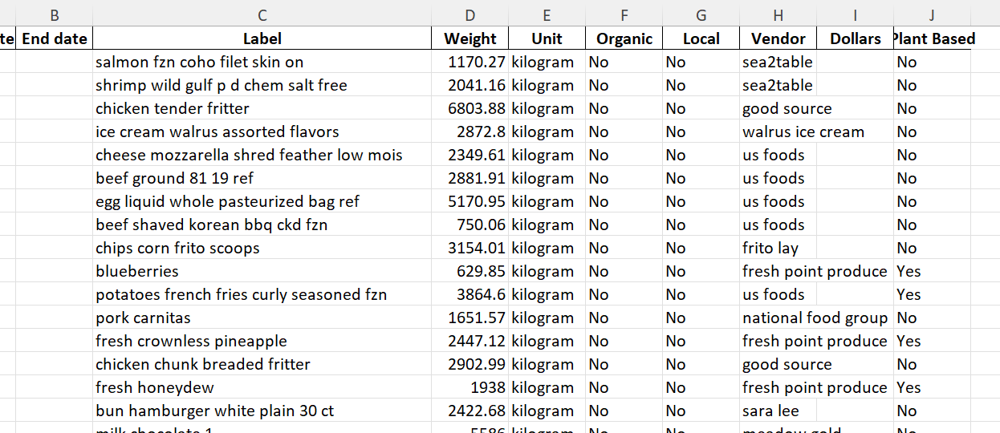 B C D E F G H I J
te End date Label Weight Unit Organic Local Vendor Dollars Plant Based
salmon fzn coho filet skin on 1170.27 kilogram No No sea2table No
shrimp wild gulf p d chem salt free 2041.16 kilogram No No sea2table No
chicken tender fritter 6803.88 kilogram No No good source No
ice cream walrus assorted flavors 2872.8 kilogram No No walrus ice cream No
cheese mozzarella shred feather low mois 2349.61 kilogram No No us foods No
beef ground 81 19 ref 2881.91 kilogram No No us foods No
egg liquid whole pasteurized bag ref 5170.95 kilogram No No us foods No
beef shaved korean bbq ckd fzn 750.06 kilogram No No us foods No
chips corn frito scoops 3154.01 kilogram No No frito lay No
blueberries 629.85 kilogram No No fresh point produce Yes
potatoes french fries curly seasoned fzn 3864.6 kilogram No No us foods Yes
pork carnitas 1651.57 kilogram No No national food group No
fresh crownless pineapple 2447.12 kilogram No No fresh point produce Yes
chicken chunk breaded fritter 2902.99 kilogram No No good source No
fresh honeydew 1938 kilogram No No fresh point produce Yes
bun hamburger white plain 30 ct 2422.68 kilogram No No sara lee No
milk chocolate 1 5586 kilogram No No meadow gold No